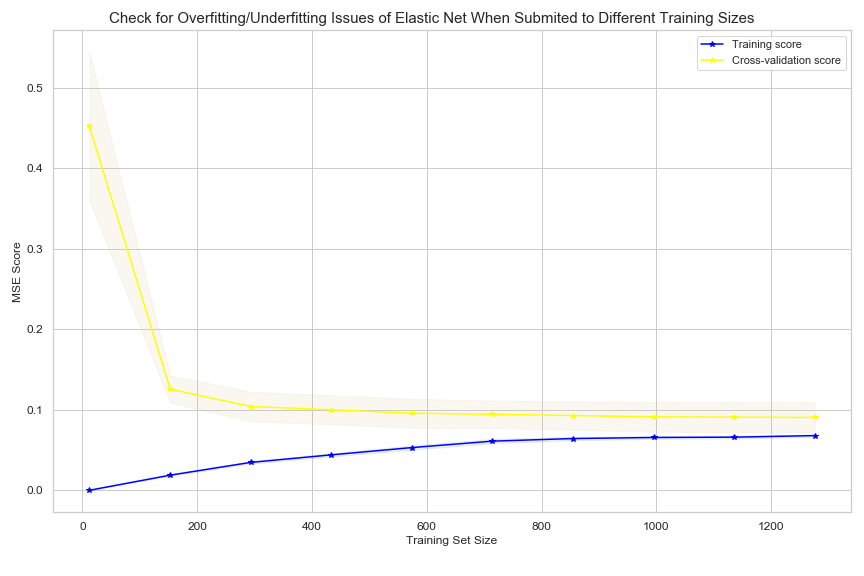 Check for Overfitting/Underfitting Issues of Elastic Net When Submited to Different Training Sizes
Training score
Cross-validation score
0.5
0.4
0.3
0.2
0.1
0.0
MSE Score
0 200 400 600 800 1000 1200
Training Set Size